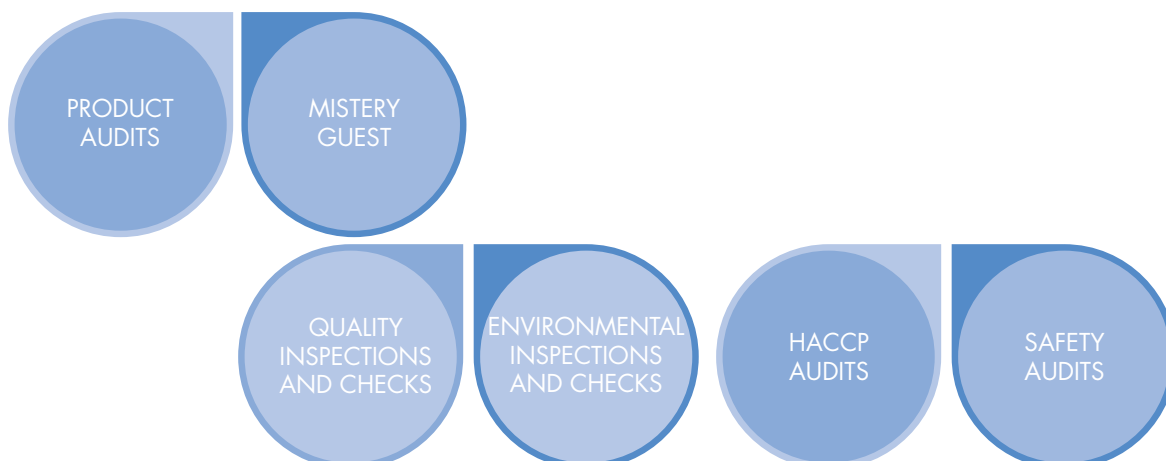 PRODUCT
AUDITS
MISTERY
GUEST
QUALITY
INSPECTIONS
AND CHECKS
ENVIRONMENTAL
INSPECTIONS
AND CHECKS
HACCP
AUDITS
SAFETY
AUDITS